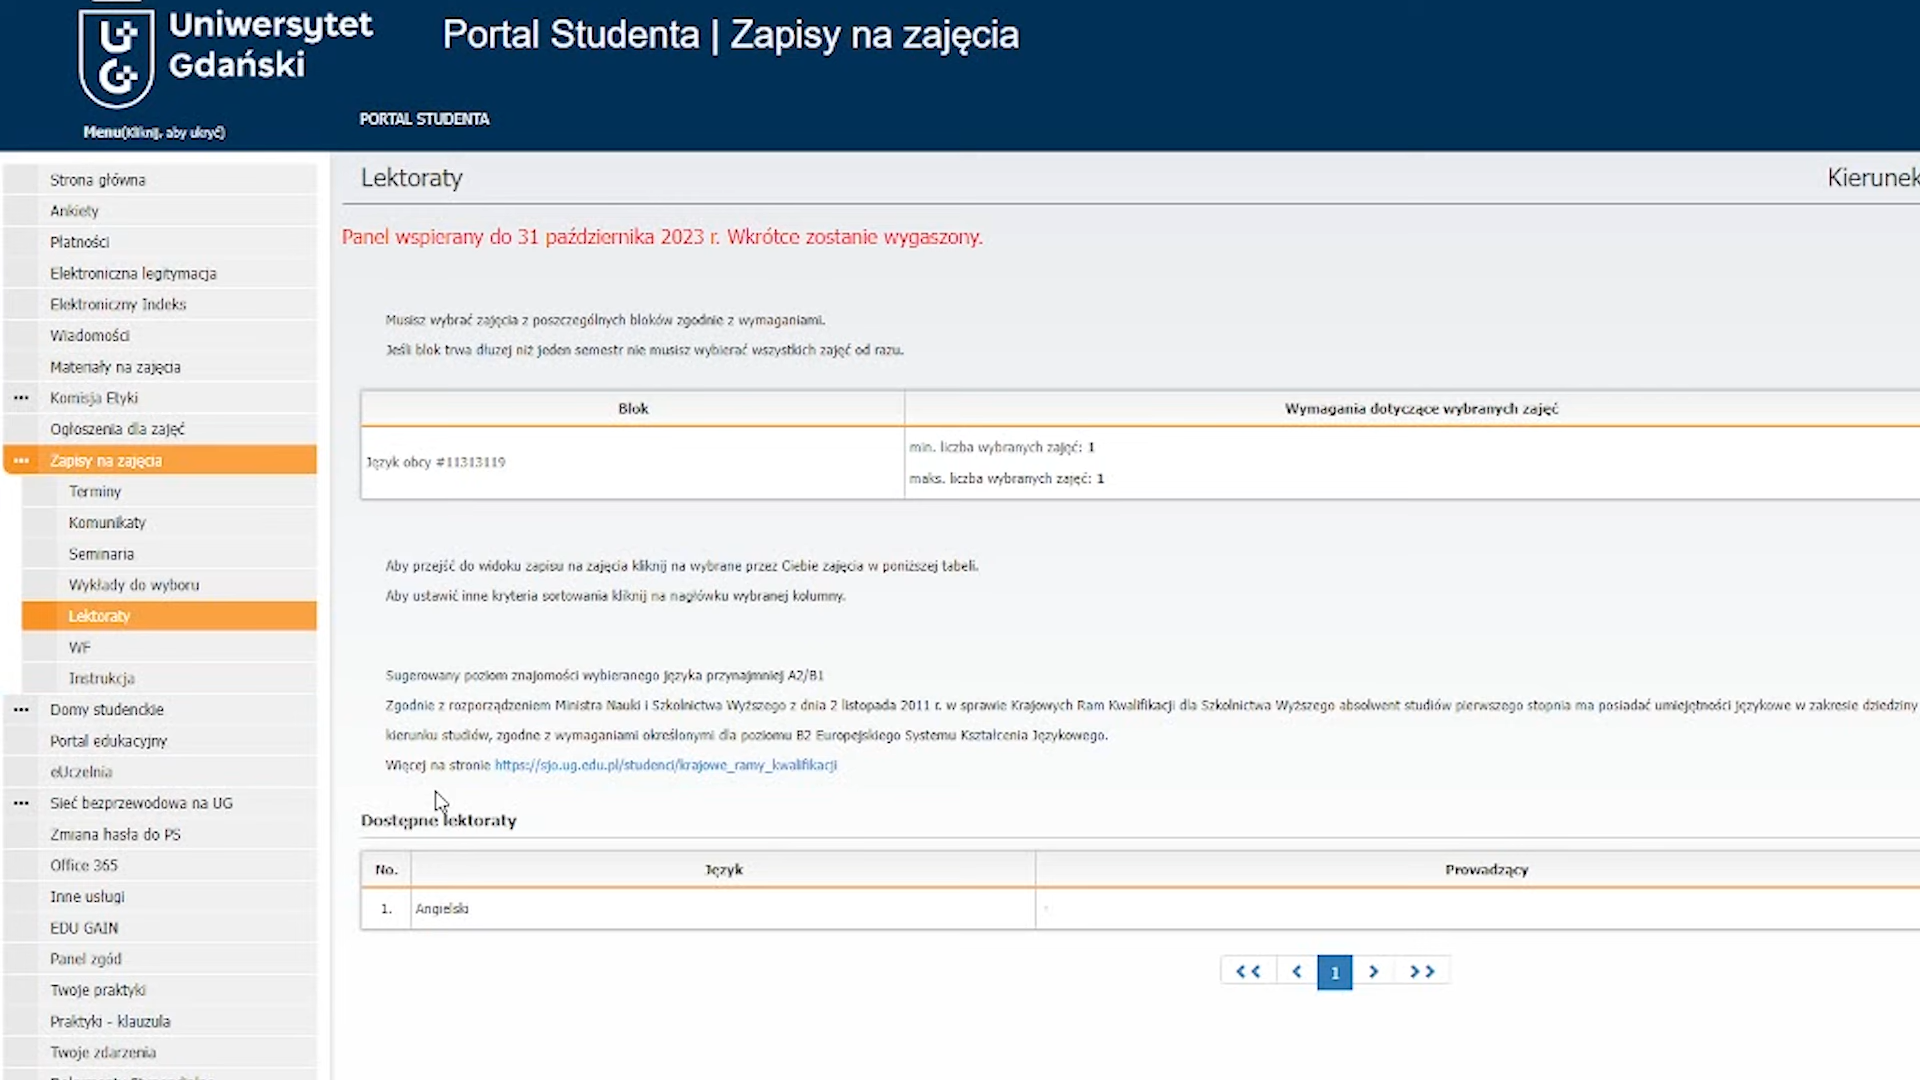 Uniwersytet
Gdański
Portal Studenta | Zapisy na zajęcia
Menu(Kliknij, aby ukryć)
PORTAL STUDENTA
Strona główna
Ankiety
Płatności
Elektroniczna legitymacja
Elektroniczny Indeks
Wiadomości
Materiały na zajęcia
Komisja Etyki
Ogłoszenia dla zajęć
Zapisy na zajęcia
Terminy
Komunikaty
Seminaria
Wykłady do wyboru
Lektoraty
WF
Instrukcja
Domy studenckie
Portal edukacyjny
eUczelnia
Sieć bezprzewodowa na UG
Zmiana hasła do PS
Office 365
Inne usługi
EDU GAIN
Panel zgód
Twoje praktyki
Praktyki - klauzula
Twoje zdarzenia
Lektoraty
Kierunek
Panel wspierany do 31 października 2023 r. Wkrótce zostanie wygaszony.
Musisz wybrać zajęcia z poszczególnych bloków zgodnie z wymaganiami.
Jeśli blok trwa dłużej niż jeden semestr nie musisz wybierać wszystkich zajęć od razu.
Blok
Wymagania dotyczące wybranych zajęć
Język obcy #11313119
min. liczba wybranych zajęć: 1
maks. liczba wybranych zajęć: 1
Aby przejść do widoku zapisu na zajęcia kliknij na wybrane przez Ciebie zajęcia w poniższej tabeli.
Aby ustawić inne kryteria sortowania kliknij na nagłówku wybranej kolumny.
Sugerowany poziom znajomości wybieranego języka przynajmniej A2/B1
Zgodnie z rozporządzeniem Ministra Nauki i Szkolnictwa Wyższego z dnia 2 listopada 2011 r. w sprawie Krajowych Ram Kwalifikacji dla Szkolnictwa Wyższego absolwent studiów pierwszego stopnia ma posiadać umiejętności językowe w zakresie dziedziny
kierunku studiów, zgodne z wymaganiami określonymi dla poziomu B2 Europejskiego Systemu Kształcenia Językowego.
Więcej na stronie https://sjo.ug.edu.pl/studenci/krajowe_ramy_kwalifikacji
Dostępne lektoraty
No.
Język
Prowadzący
1.
Angielski
<< < 1 > >>